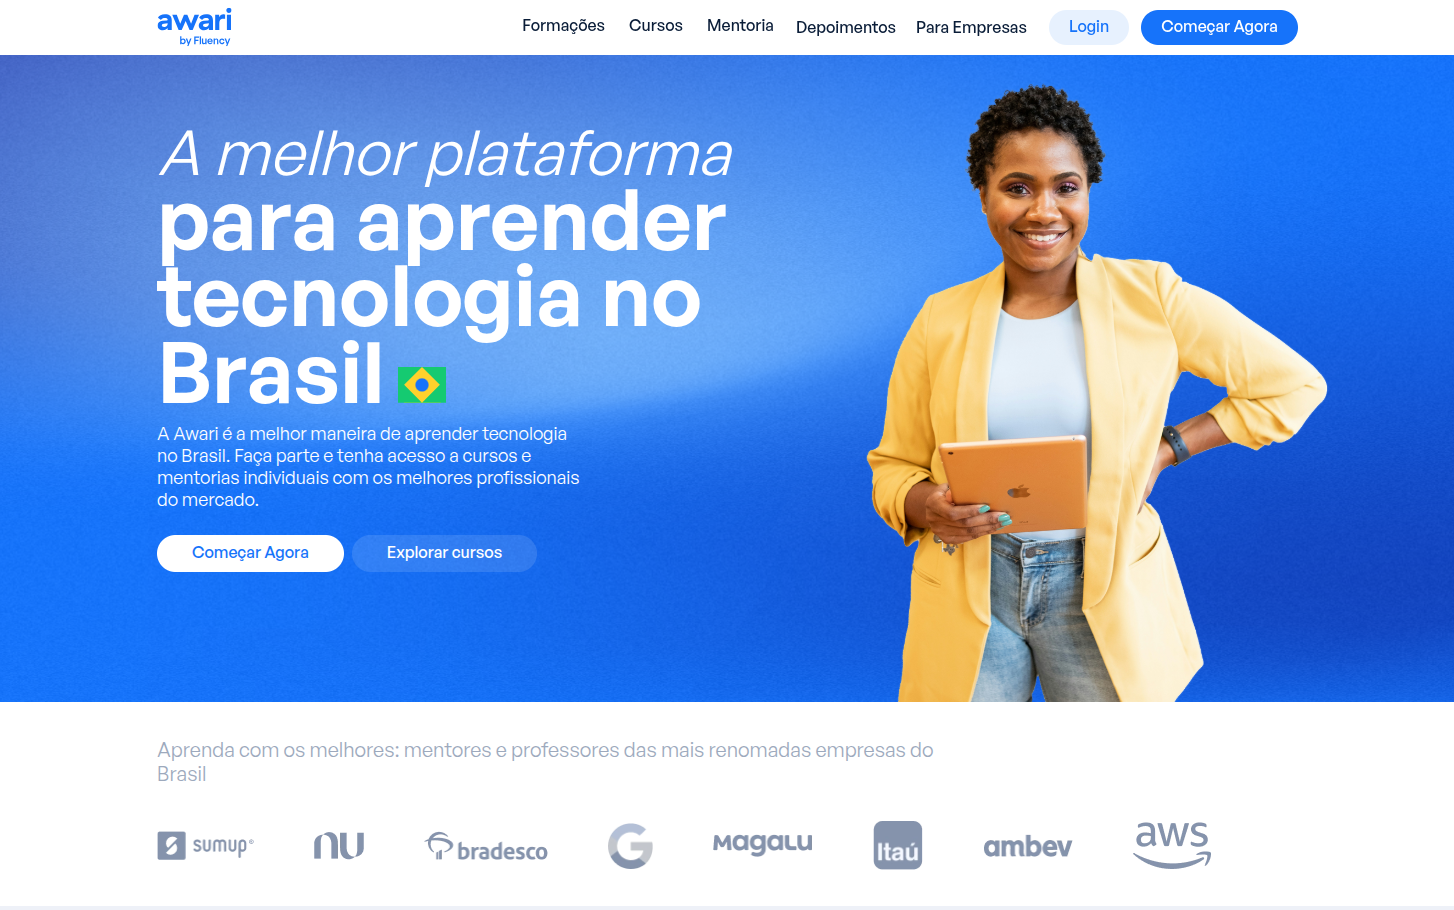 awari
by Fluency
Formações Cursos Mentoria Depoimentos Para Empresas Login Começar Agora
A melhor plataforma
para aprender
tecnologia no
Brasil
A Awari é a melhor maneira de aprender tecnologia
no Brasil. Faça parte e tenha acesso a cursos e
mentorias individuais com os melhores profissionais
do mercado.
Começar Agora Explorar cursos
Aprenda com os melhores: mentores e professores das mais renomadas empresas do
Brasil
sumup® nu bradesco G Magalu Itaú ambev aws